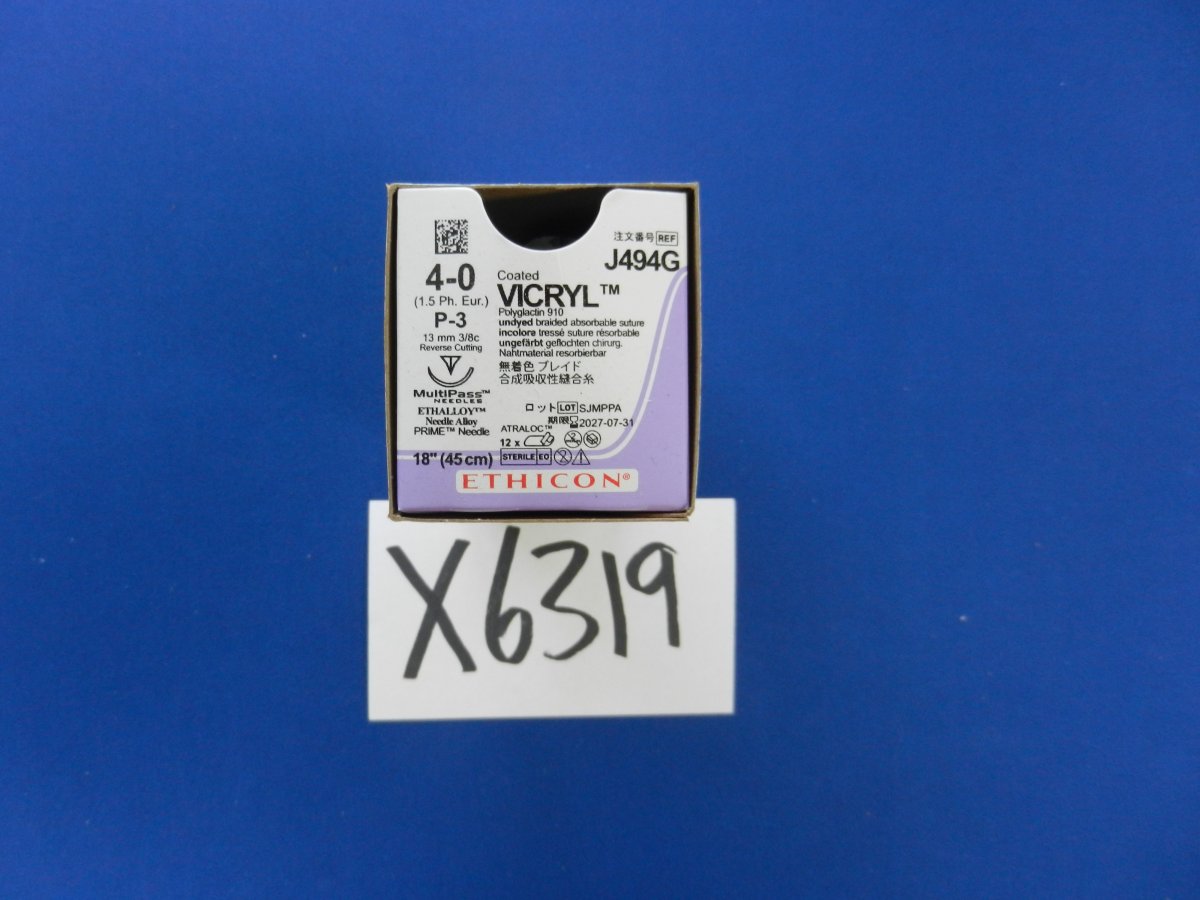 注文番号 REF
J494G
4-0
(1.5 Ph. Eur.)
P-3
13 mm 3/8c
Reverse Cutting
MultiPass™
NEEDLES
ETHALLOY™
Needle Alloy
PRIME™ Needle
18" (45 cm)
Coated
VICRYL™
Polyglactin 910
undyed braided absorbable suture
incolore tressé suture résorbable
ungefärbt geflochten chirurg.
Nahtmaterial resorbierbar
無着色 ブレイド
合成吸収性縫合糸
ロット LOT SJMPPA
期限 2027-07-31
ATRALOC™
12 x
STERILE EO
ETHICON®
X6319